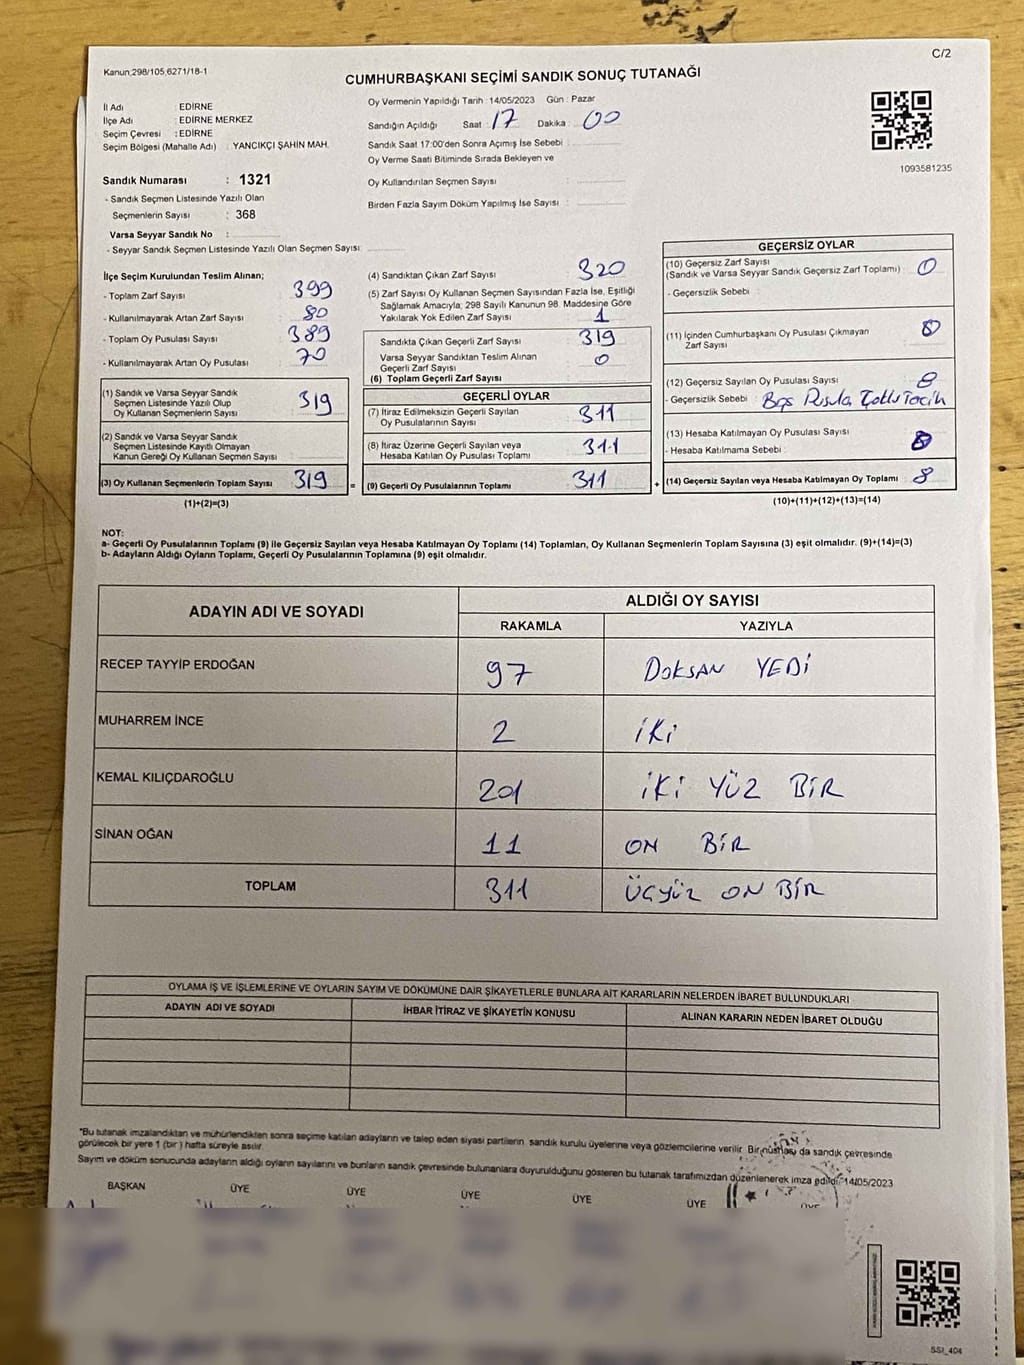 C/2
Kanun;298/105,6271/18-1
CUMHURBAŞKANI SEÇİMİ SANDIK SONUÇ TUTANAĞI
İl Adı : EDİRNE
İlçe Adı : EDİRNE MERKEZ
Seçim Çevresi : EDİRNE
Seçim Bölgesi (Mahalle Adı) : YANCIKÇI ŞAHİN MAH.
Oy Vermenin Yapıldığı Tarih : 14/05/2023 Gün : Pazar
Sandığın Açıldığı Saat : 17 Dakika : 00
Sandık Saat 17:00'den Sonra Açımış İse Sebebi :
Oy Verme Saati Bitiminde Sırada Bekleyen ve
Oy Kullandırılan Seçmen Sayısı :
Birden Fazla Sayım Döküm Yapılmış İse Sayısı :
1093581235
Sandık Numarası : 1321
- Sandık Seçmen Listesinde Yazılı Olan
Seçmenlerin Sayısı : 368
Varsa Seyyar Sandık No :
- Seyyar Sandık Seçmen Listesinde Yazılı Olan Seçmen Sayısı:
İlçe Seçim Kurulundan Teslim Alınan;
- Toplam Zarf Sayısı : 399
- Kullanılmayarak Artan Zarf Sayısı : 80
- Toplam Oy Pusulası Sayısı : 389
- Kullanılmayarak Artan Oy Pusulası : 70
(1) Sandık ve Varsa Seyyar Sandık
Seçmen Listesinde Yazılı Olup
Oy Kullanan Seçmenlerin Sayısı : 319
(2) Sandık ve Varsa Seyyar Sandık
Seçmen Listesinde Kayıtlı Olmayan
Kanun Gereği Oy Kullanan Seçmen Sayısı :
(3) Oy Kullanan Seçmenlerin Toplam Sayısı : 319 =
(1)+(2)=(3)
(4) Sandıktan Çıkan Zarf Sayısı : 320
(5) Zarf Sayısı Oy Kullanan Seçmen Sayısından Fazla İse, Eşitliği
Sağlamak Amacıyla; 298 Sayılı Kanunun 98. Maddesine Göre
Yakılarak Yok Edilen Zarf Sayısı : 1
Sandıkta Çıkan Geçerli Zarf Sayısı : 319
Varsa Seyyar Sandıktan Teslim Alınan
Geçerli Zarf Sayısı : 0
(6) Toplam Geçerli Zarf Sayısı :
GEÇERLİ OYLAR
(7) İtiraz Edilmeksizin Geçerli Sayılan
Oy Pusulalarının Sayısı : 311
(8) İtiraz Üzerine Geçerli Sayılan veya
Hesaba Katılan Oy Pusulası Toplamı : 311
(9) Geçerli Oy Pusulalarının Toplamı : 311 +
GEÇERSİZ OYLAR
(10) Geçersiz Zarf Sayısı
(Sandık ve Varsa Seyyar Sandık Geçersiz Zarf Toplamı) : 0
- Geçersizlik Sebebi :
(11) İçinden Cumhurbaşkanı Oy Pusulası Çıkmayan
Zarf Sayısı :
(12) Geçersiz Sayılan Oy Pusulası Sayısı : 8
- Geçersizlik Sebebi : Pusula
(13) Hesaba Katılmayan Oy Pusulası Sayısı :
- Hesaba Katılmama Sebebi :
(14) Geçersiz Sayılan veya Hesaba Katılmayan Oy Toplamı : 8
(10)+(11)+(12)+(13)=(14)
NOT:
a- Geçerli Oy Pusulalarının Toplamı (9) ile Geçersiz Sayılan veya Hesaba Katılmayan Oy Toplamı (14) Toplamları, Oy Kullanan Seçmenlerin Toplam Sayısına (3) eşit olmalıdır. (9)+(14)=(3)
b- Adayların Aldığı Oyların Toplamı, Geçerli Oy Pusulalarının Toplamına (9) eşit olmalıdır.
ADAYIN ADI VE SOYADI
ALDIĞI OY SAYISI
RAKAMLA YAZIYLA
RECEP TAYYİP ERDOĞAN 97 DOKSAN YEDİ
MUHARREM İNCE 2 İKİ
KEMAL KILIÇDAROĞLU 201 İKİ YÜZ BİR
SİNAN OĞAN 11 ON BİR
TOPLAM 311 ÜÇYÜZ ON BİR
OYLAMA İŞ VE İŞLEMLERİNE VE OYLARIN SAYIM VE DÖKÜMÜNE DAİR ŞİKAYETLERLE BUNLARA AİT KARARLARIN NELERDEN İBARET BULUNDUKLARI
ADAYIN ADI VE SOYADI İHBAR İTİRAZ VE ŞİKAYETİN KONUSU ALINAN KARARIN NEDEN İBARET OLDUĞU
*Bu tutanak imzalandıktan ve mühürlendikten sonra seçime katılan adayların ve talep eden siyasi partilerin sandık kurulu üyelerine veya gözlemcilerine verilir. Bir nüshası da sandık çevresinde
görülecek bir yere 1 (bir ) hafta süreyle asılır.
Sayım ve döküm sonucunda adayların aldığı oyların sayılarını ve bunların sandık çevresinde bulunanlara duyurulduğunu gösteren bu tutanak tarafımızdan düzenlenerek imza edildi. 14/05/2023
BAŞKAN ÜYE ÜYE ÜYE ÜYE ÜYE ÜYE
SSI_404